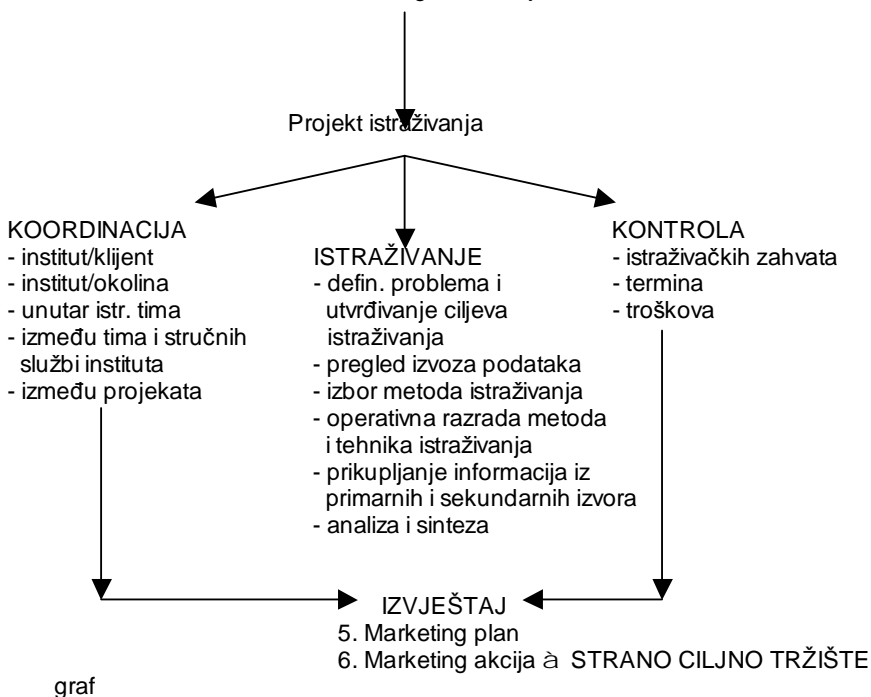 Projekt istraživanja
KOORDINACIJA
- institut/klijent
- institut/okolina
- unutar istr. tima
- između tima i stručnih
službi instituta
- između projekata
ISTRAŽIVANJE
- defin. problema i
utvrđivanje ciljeva
istraživanja
- pregled izvoza podataka
- izbor metoda istraživanja
- operativna razrada metoda
i tehnika istraživanja
- prikupljanje informacija iz
primarnih i sekundarnih izvora
- analiza i sinteza
KONTROLA
- istraživačkih zahvata
- termina
- troškova
IZVJEŠTAJ
5. Marketing plan
6. Marketing akcija à STRANO CILJNO TRŽIŠTE
graf